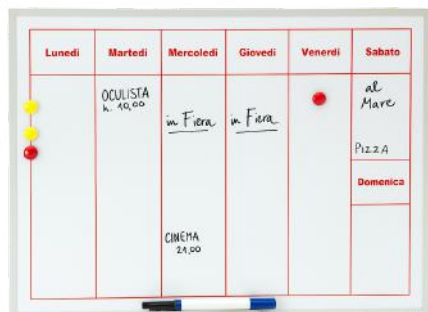 Lunedì Martedì Mercoledì Giovedì Venerdì Sabato
OCULISTA
h. 10,00
in Fiera
in Fiera
al
Mare
PIZZA
Domenica
CINEMA
21,00